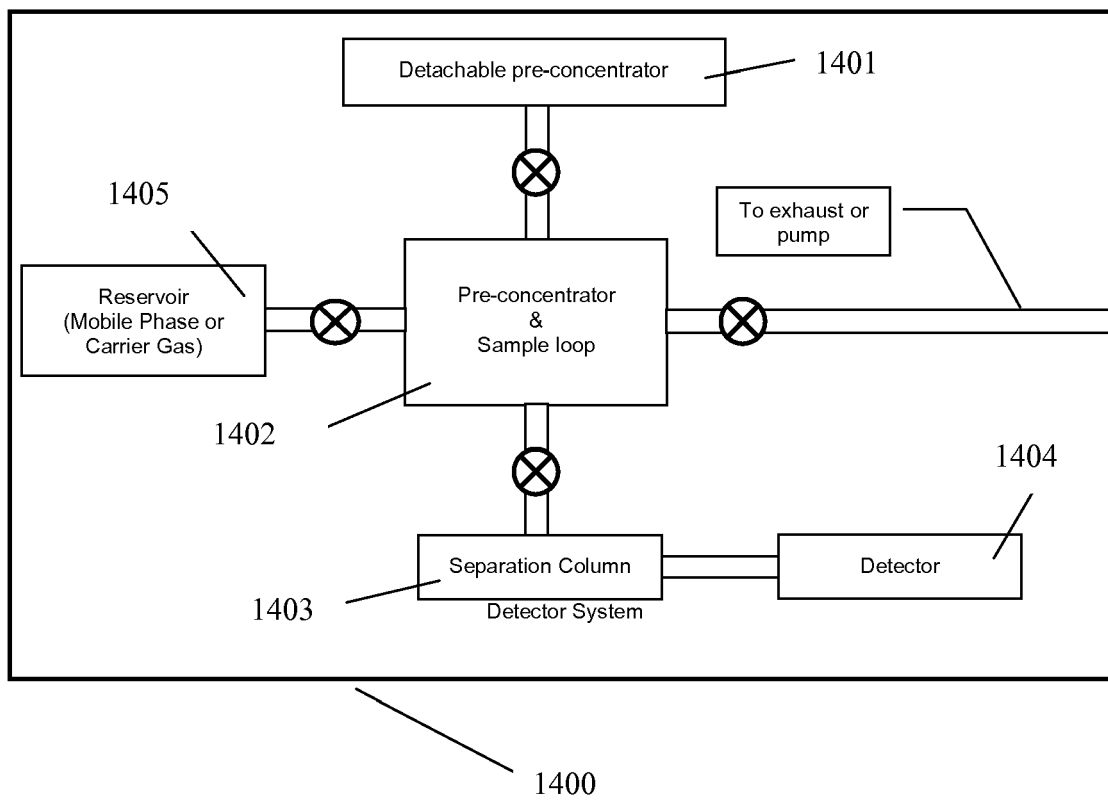 Detachable pre-concentrator
1401
1405
To exhaust or
pump
Reservoir
(Mobile Phase or
Carrier Gas)
Pre-concentrator
&
Sample loop
1402
1404
Separation Column
Detector
1403
Detector System
1400